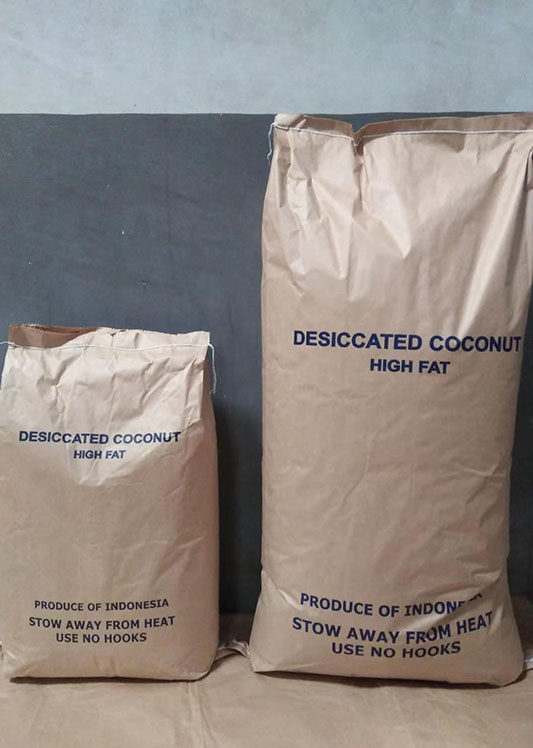 DESICCATED COCONUT
HIGH FAT
PRODUCE OF INDONESIA
STOW AWAY FROM HEAT
USE NO HOOKS
DESICCATED COCONUT
HIGH FAT
PRODUCE OF
STOW AWAY FROM HEAT
USE NO HOOKS